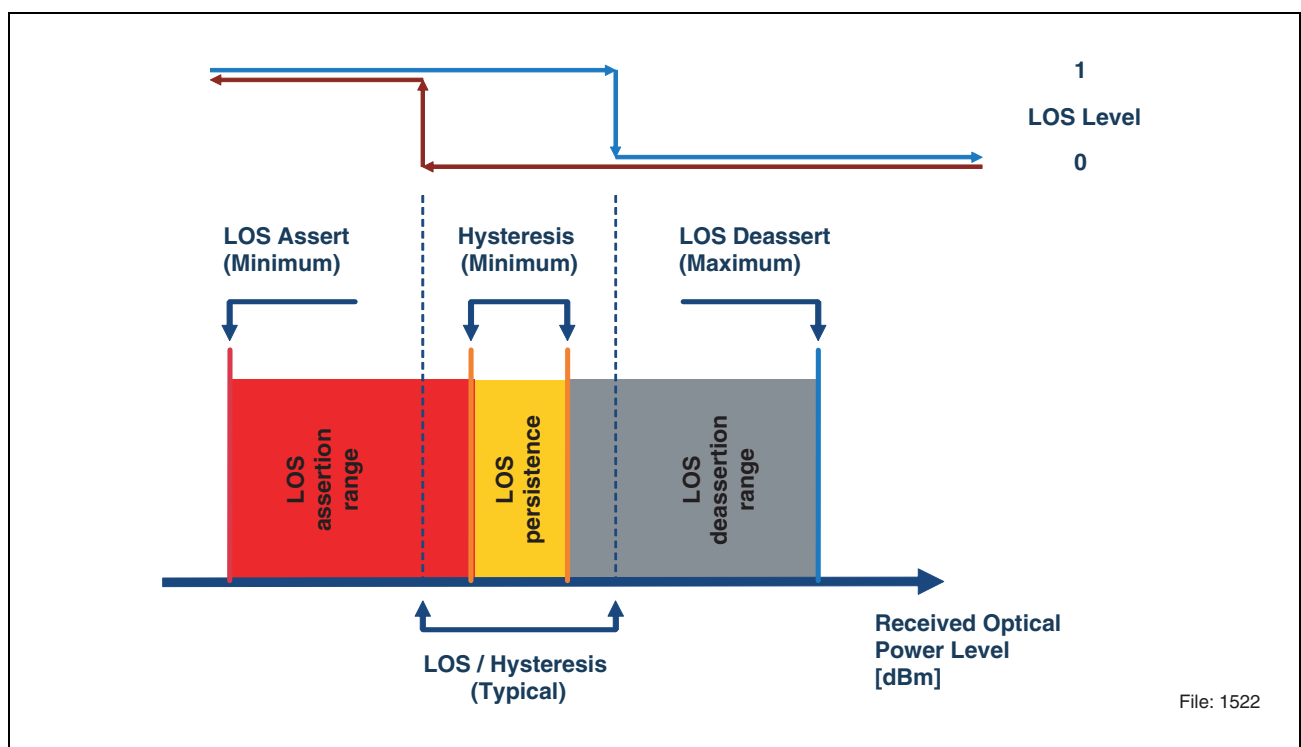 1
LOS Level
0
LOS Assert
(Minimum)
Hysteresis
(Minimum)
LOS Deassert
(Maximum)
LOS
assertion
range
LOS
persistence
LOS
deassertion
range
Received Optical
Power Level
[dBm]
LOS / Hysteresis
(Typical)
File: 1522